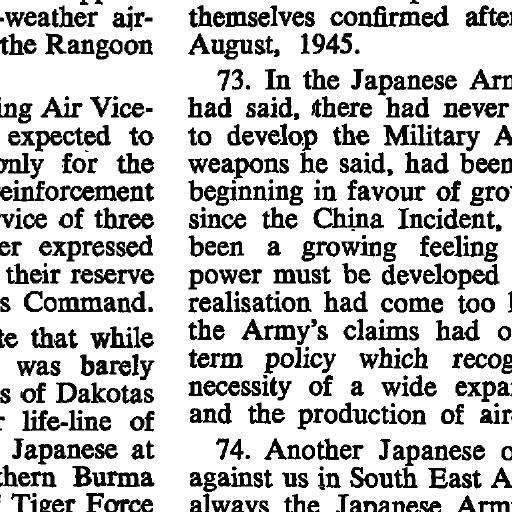 -weather air-
the Rangoon
ing Air Vice-
expected to
only for the
reinforcement
rvice of three
er expressed
their reserve
s Command.
te that while
was barely
s of Dakotas
r life-line of
Japanese at
thern Burma
Tiger Force
themselves confirmed after
August, 1945.
73. In the Japanese Arm
had said, there had never
to develop the Military A
weapons he said, had been
beginning in favour of gro
since the China Incident,
been a growing feeling
power must be developed
realisation had come too l
the Army's claims had o
term policy which recog
necessity of a wide expa
and the production of air
74. Another Japanese o
against us in South East A
always the Japanese Arm